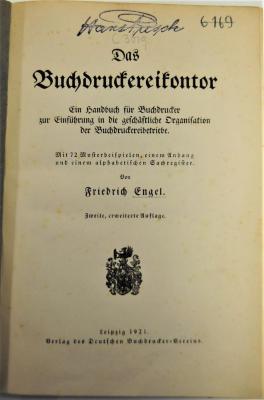 6169
Das
Buchdruckereikontor
Ein Handbuch für Buchdrucker
zur Einführung in die geschäftliche Organisation
der Buchdruckereibetriebe.
Mit 72 Musterbeispielen, einem Anhang
und einem alphabetischen Sachregister.
Von
Friedrich Engel.
Zweite, erweiterte Auflage.
Leipzig 1921.
Verlag des Deutschen Buchdrucker-Vereins.